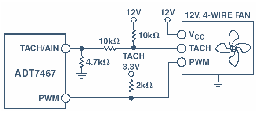 12V 12V 12V, 4-WIRE FAN
TACH/AIN 10kΩ 10kΩ VCC
4.7kΩ TACH TACH
ADT7467 3.3V PWM
2kΩ
PWM